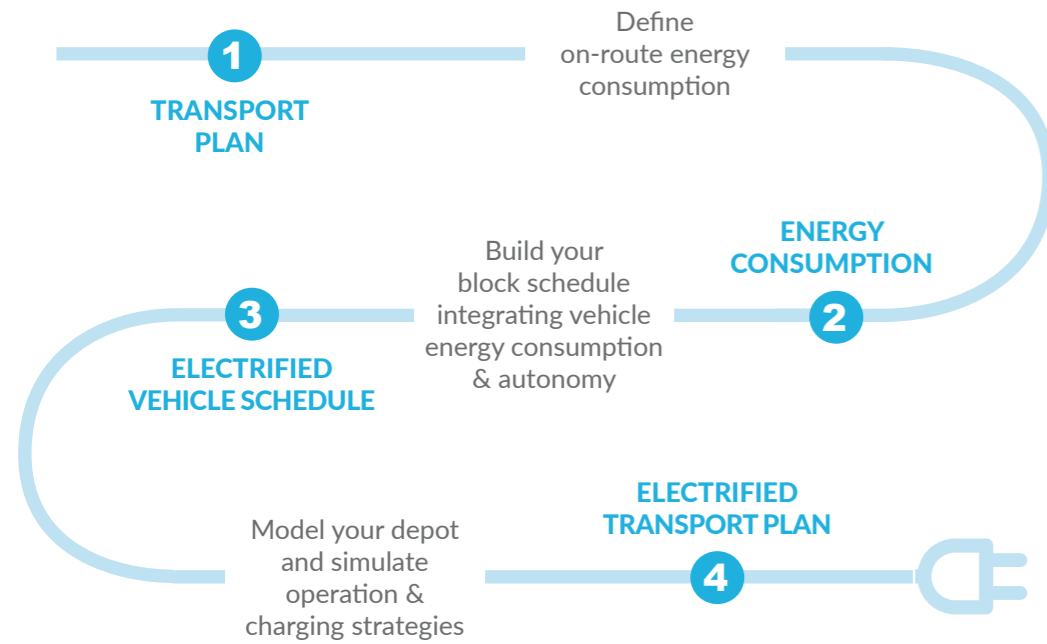 1
TRANSPORT
PLAN
Define
on-route energy
consumption
ENERGY
CONSUMPTION
2
Build your
block schedule
integrating vehicle
energy consumption
& autonomy
3
ELECTRIFIED
VEHICLE SCHEDULE
Model your depot
and simulate
operation &
charging strategies
ELECTRIFIED
TRANSPORT PLAN
4